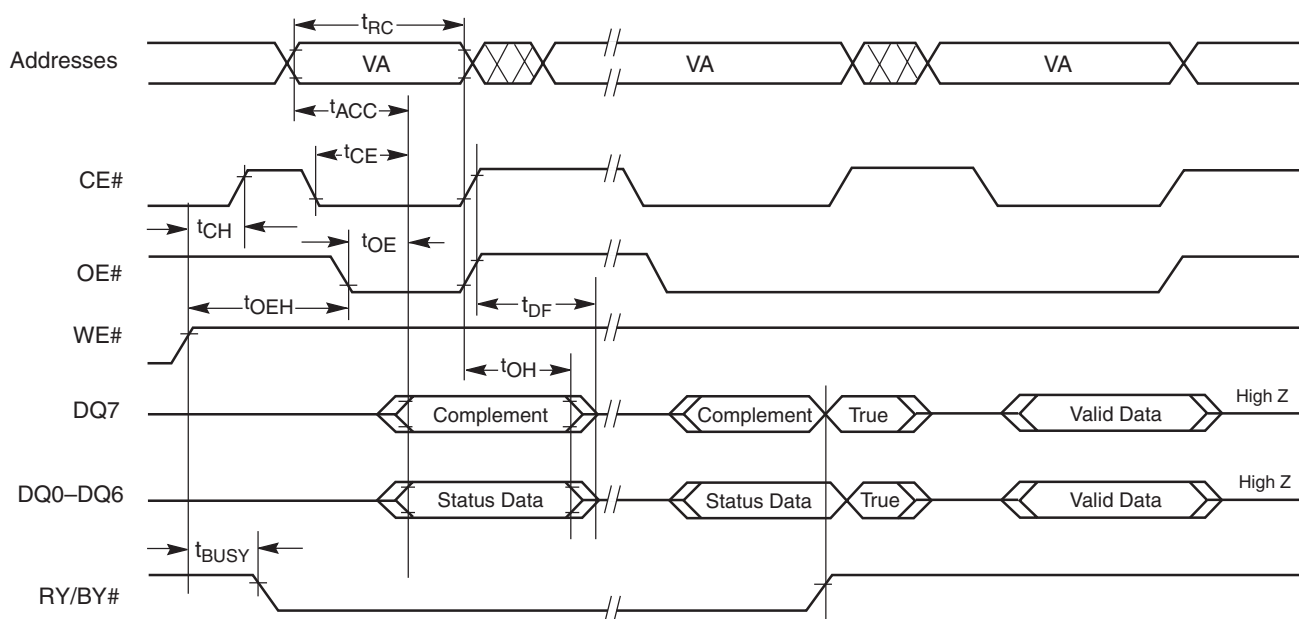 tRC
Addresses VA VA VA
tACC
tCE
CE#
tCH
tOE
OE#
tOEH
tDF
WE#
tOH
DQ7 Complement Complement True Valid Data High Z
DQ0–DQ6 Status Data Status Data True Valid Data High Z
tBUSY
RY/BY#